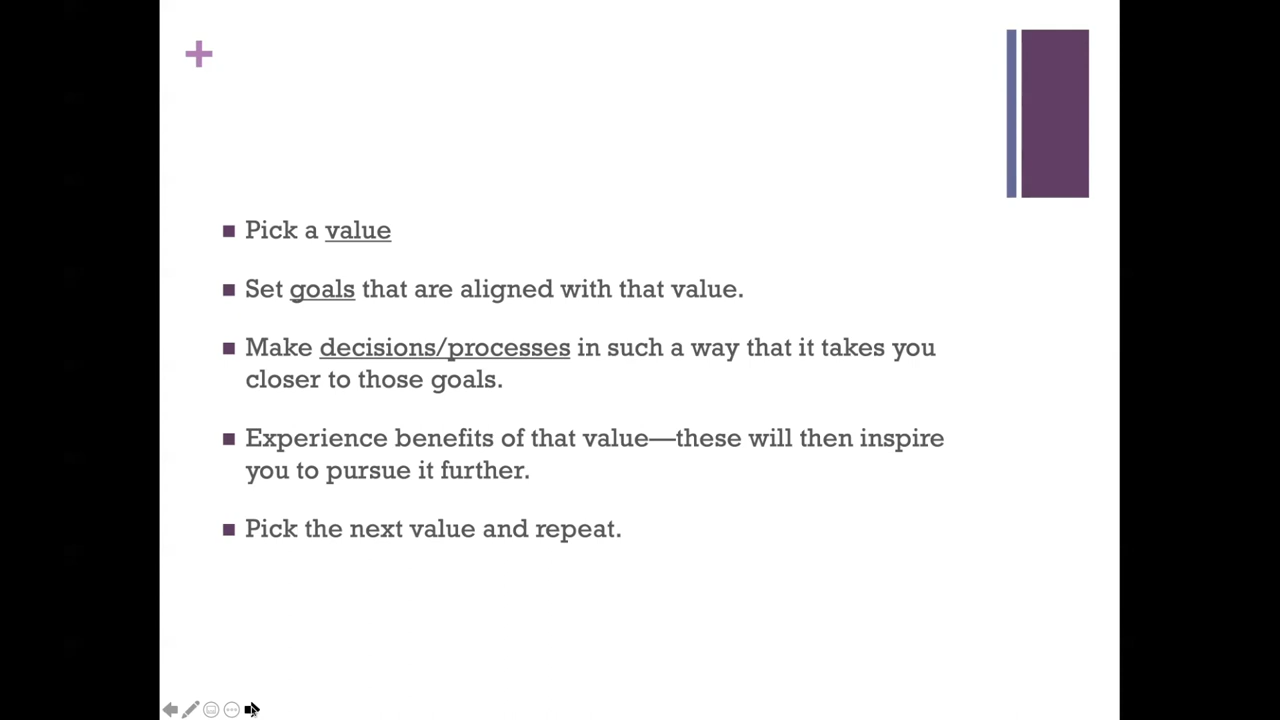 Pick a value
Set goals that are aligned with that value.
Make decisions/processes in such a way that it takes you
closer to those goals.
Experience benefits of that value—these will then inspire
you to pursue it further.
Pick the next value and repeat.